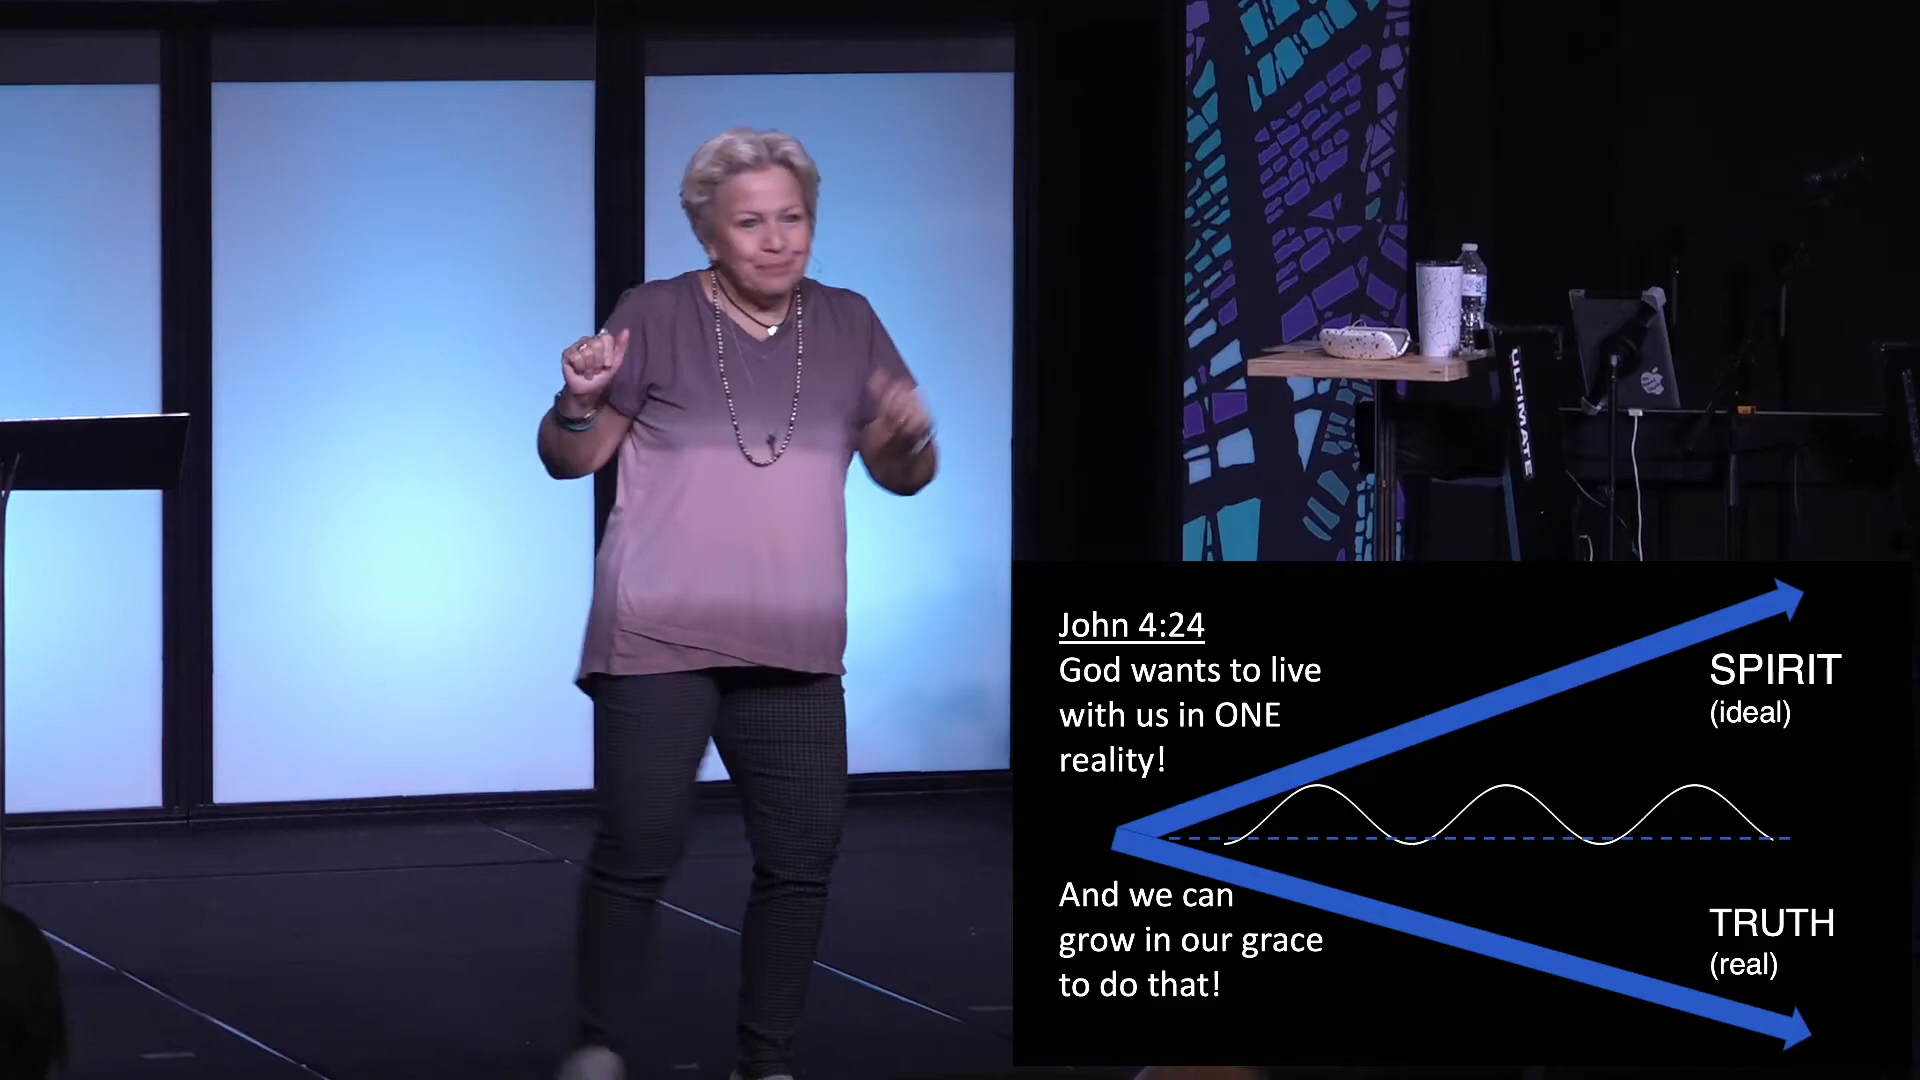 ULTIMATE
John 4:24
God wants to live
with us in ONE
reality!
SPIRIT
(ideal)
And we can
grow in our grace
to do that!
TRUTH
(real)